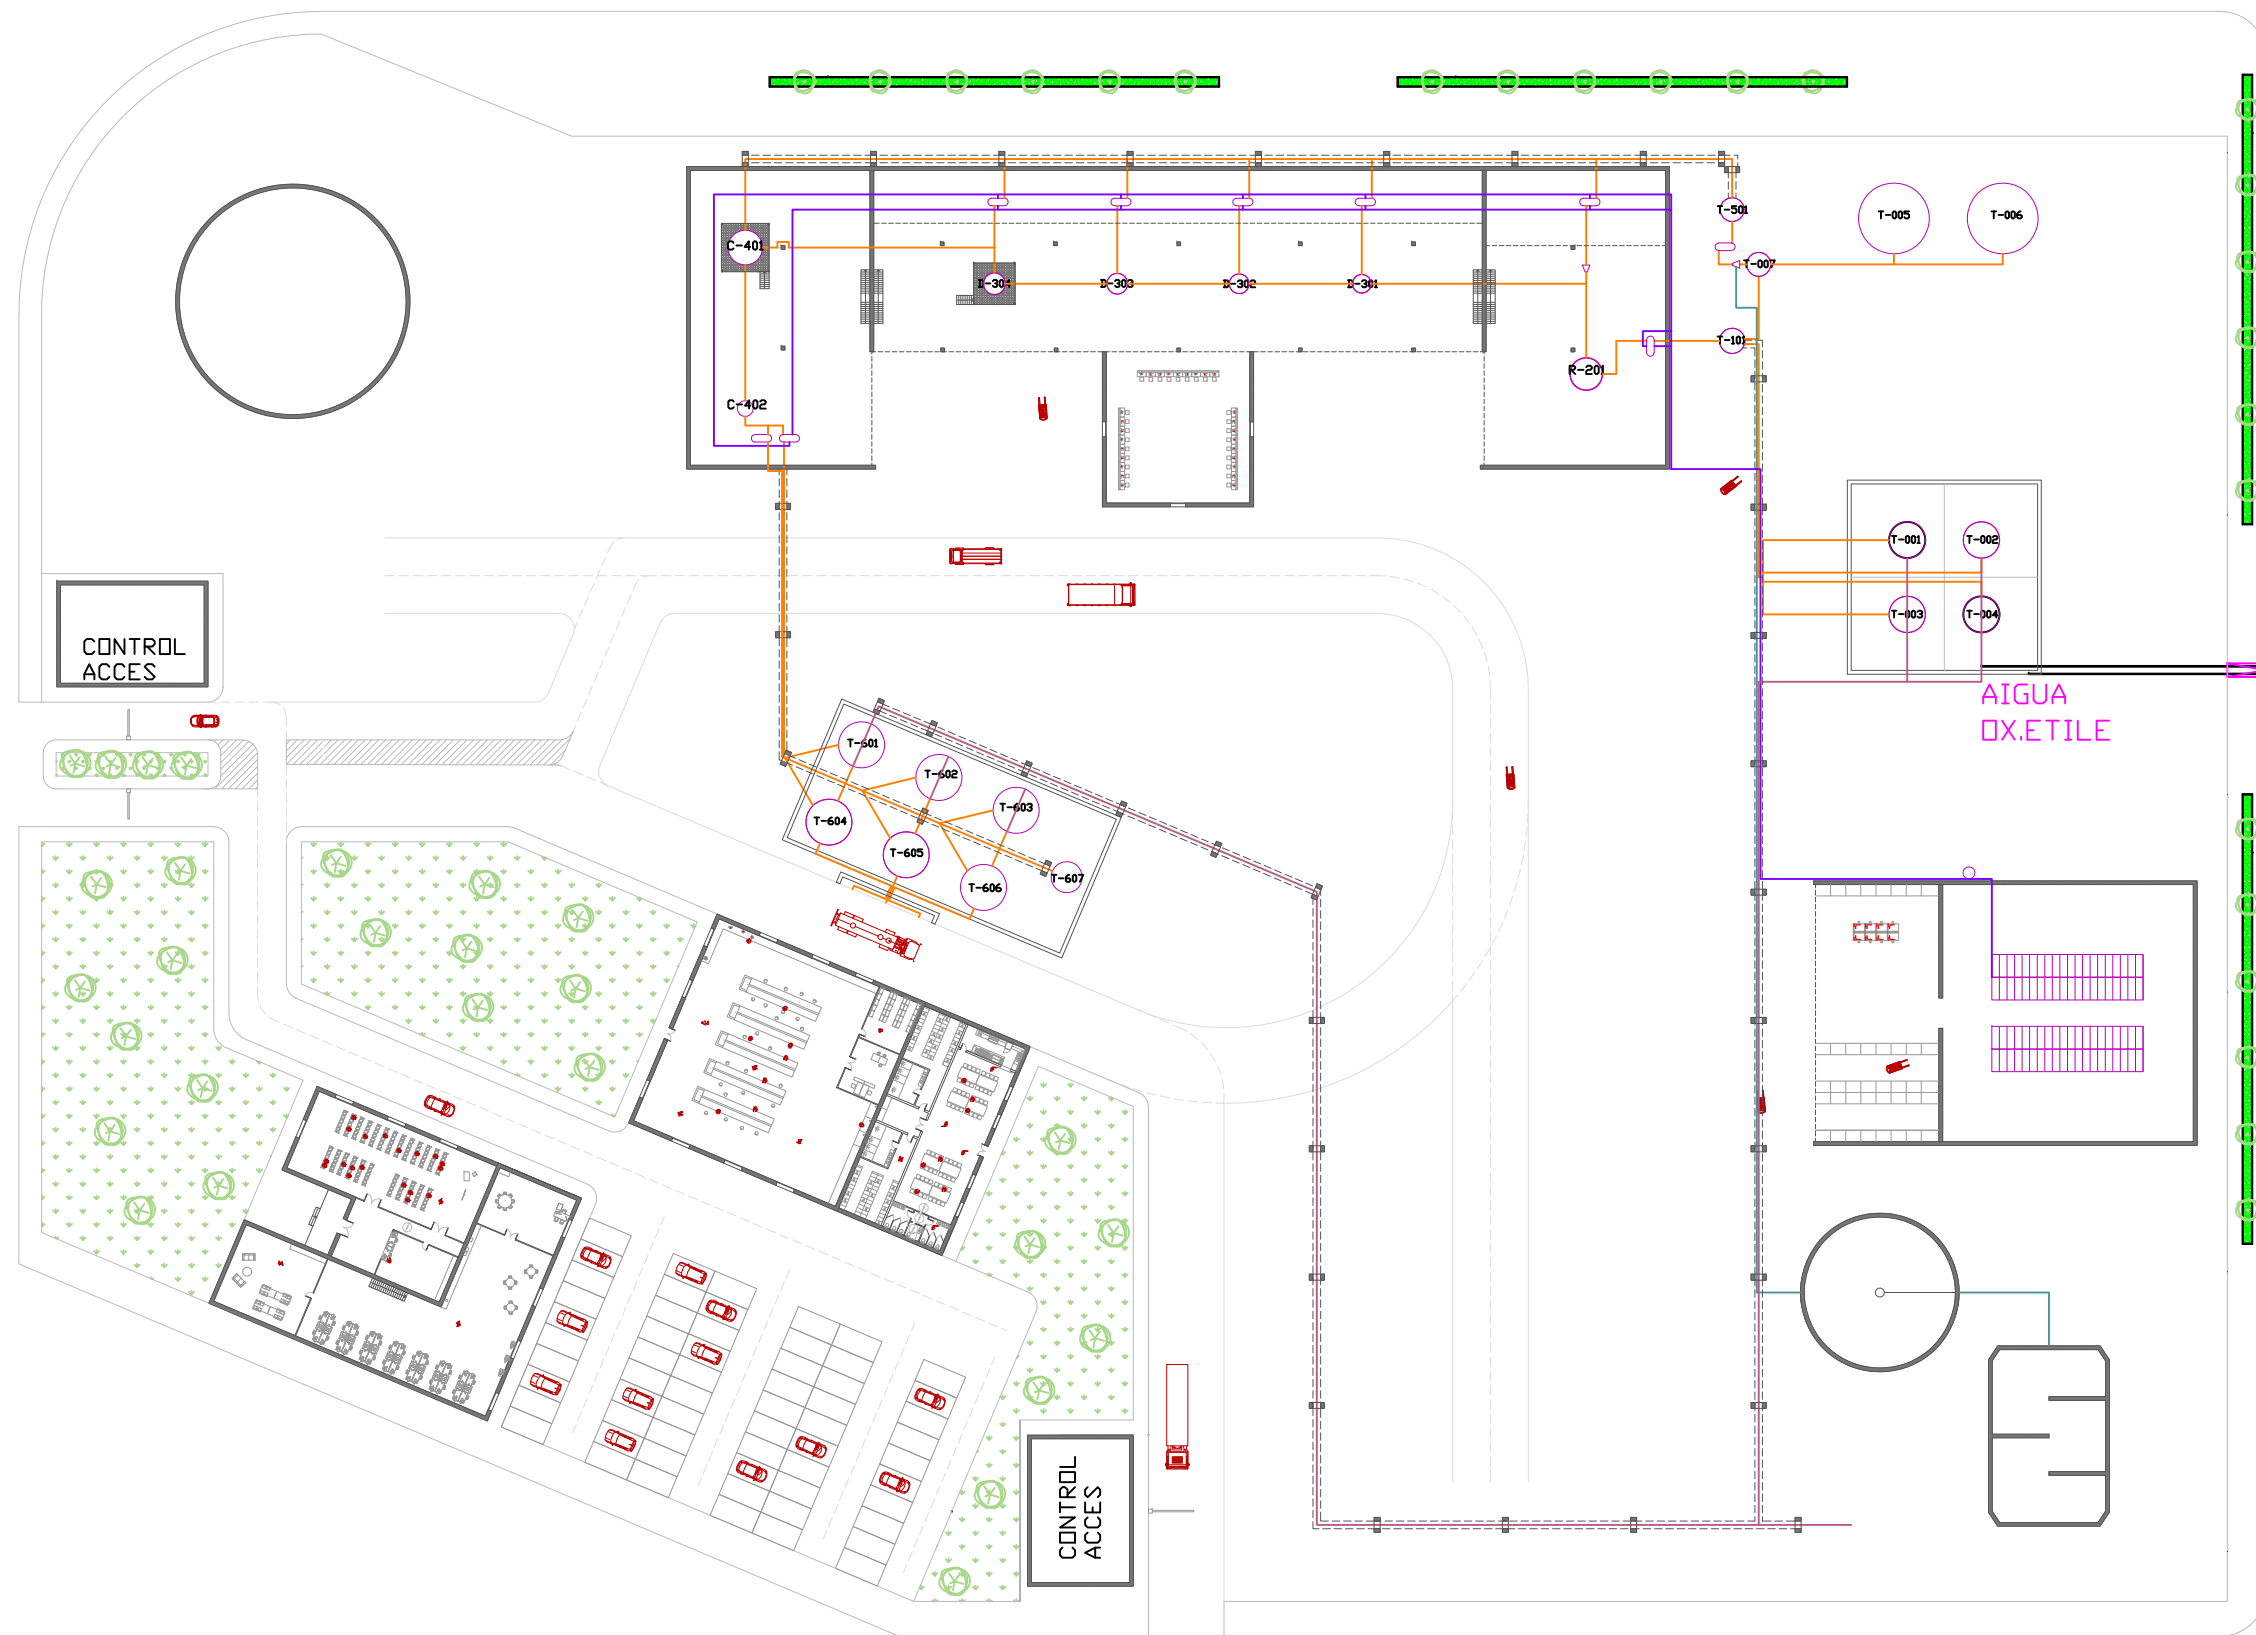 T-501
T-005
T-006
C-401
T-007
D-304
D-303
D-302
D-301
T-101
R-201
C-402
T-001
T-002
T-003
T-004
CONTROL
ACCES
AIGUA
OX.ETILE
T-601
T-602
T-603
T-604
T-605
T-606
T-607
CONTROL
ACCES